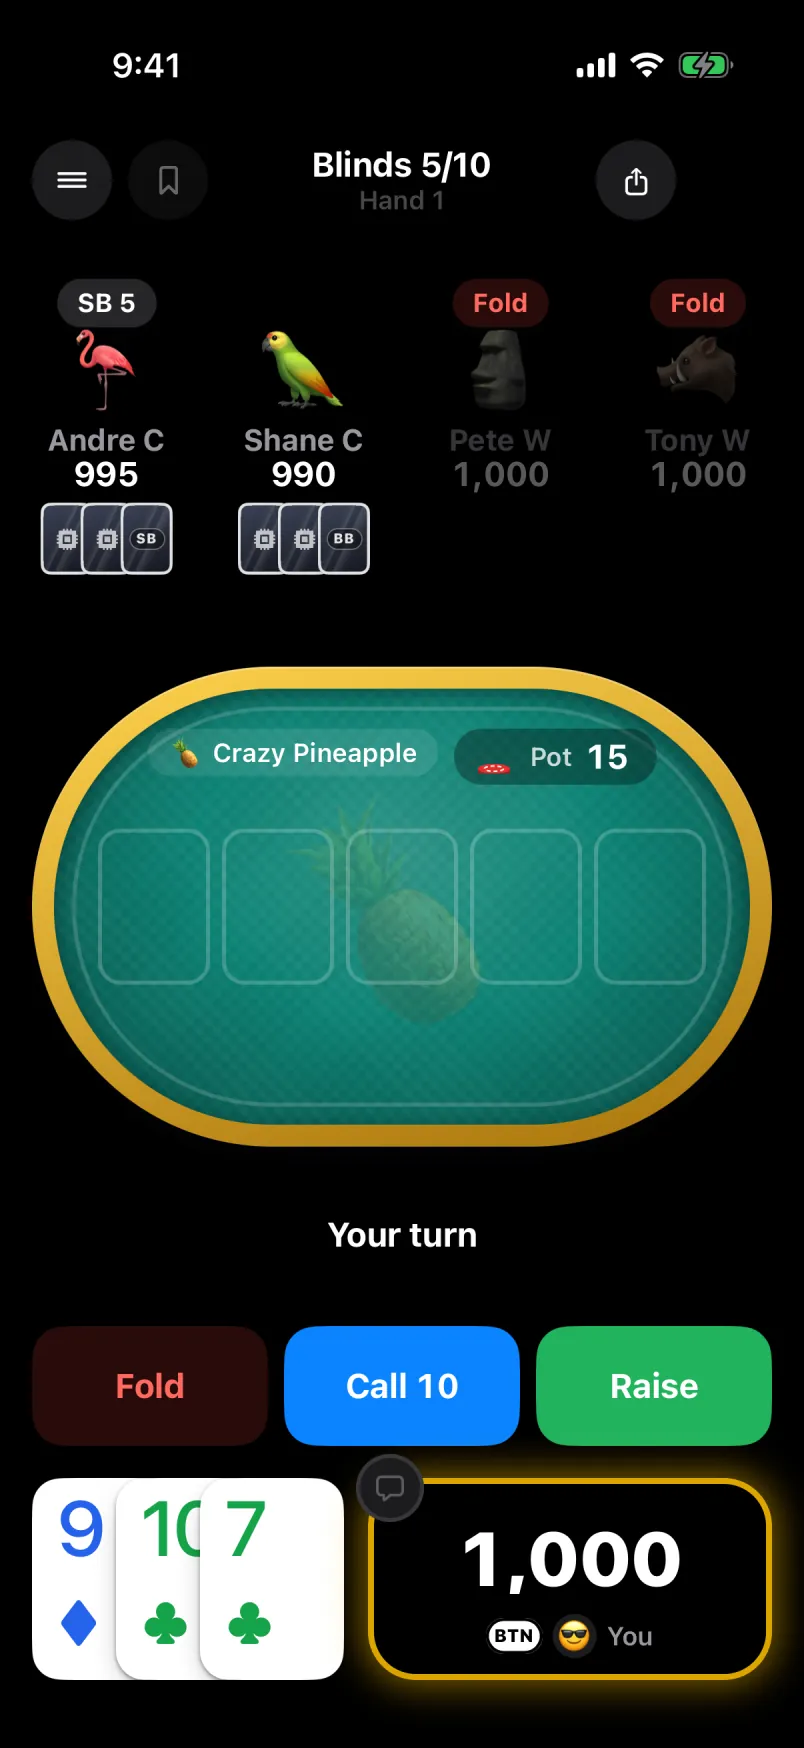 9:41
Blinds 5/10
Hand 1
SB 5
Fold
Fold
Andre C
Shane C
Pete W
Tony W
995
990
1,000
1,000
SB
BB
Crazy Pineapple
Pot 15
Your turn
Fold
Call 10
Raise
9
10
7
1,000
BTN
You